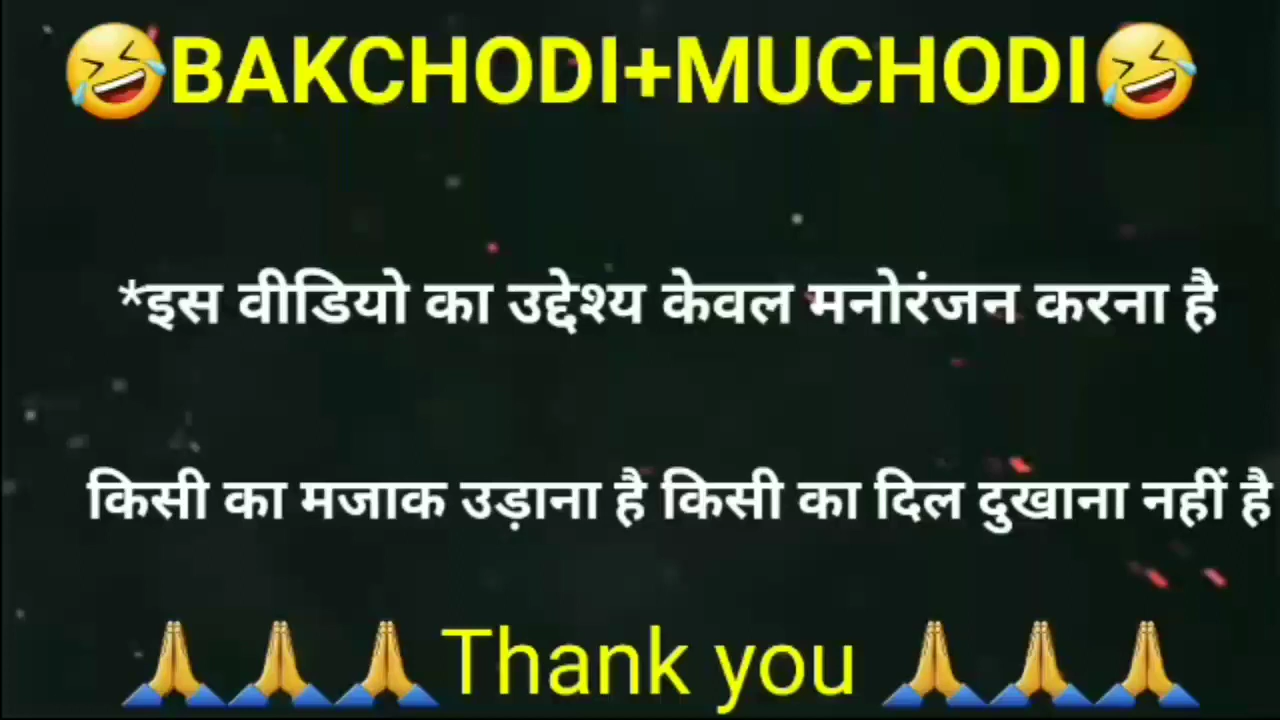 🤣BAKCHODI+MUCHODI🤣
*इस वीडियो का उद्देश्य केवल मनोरंजन करना है
किसी का मजाक उड़ाना है किसी का दिल दुखाना नहीं है
🙏🙏🙏Thank you 🙏🙏🙏